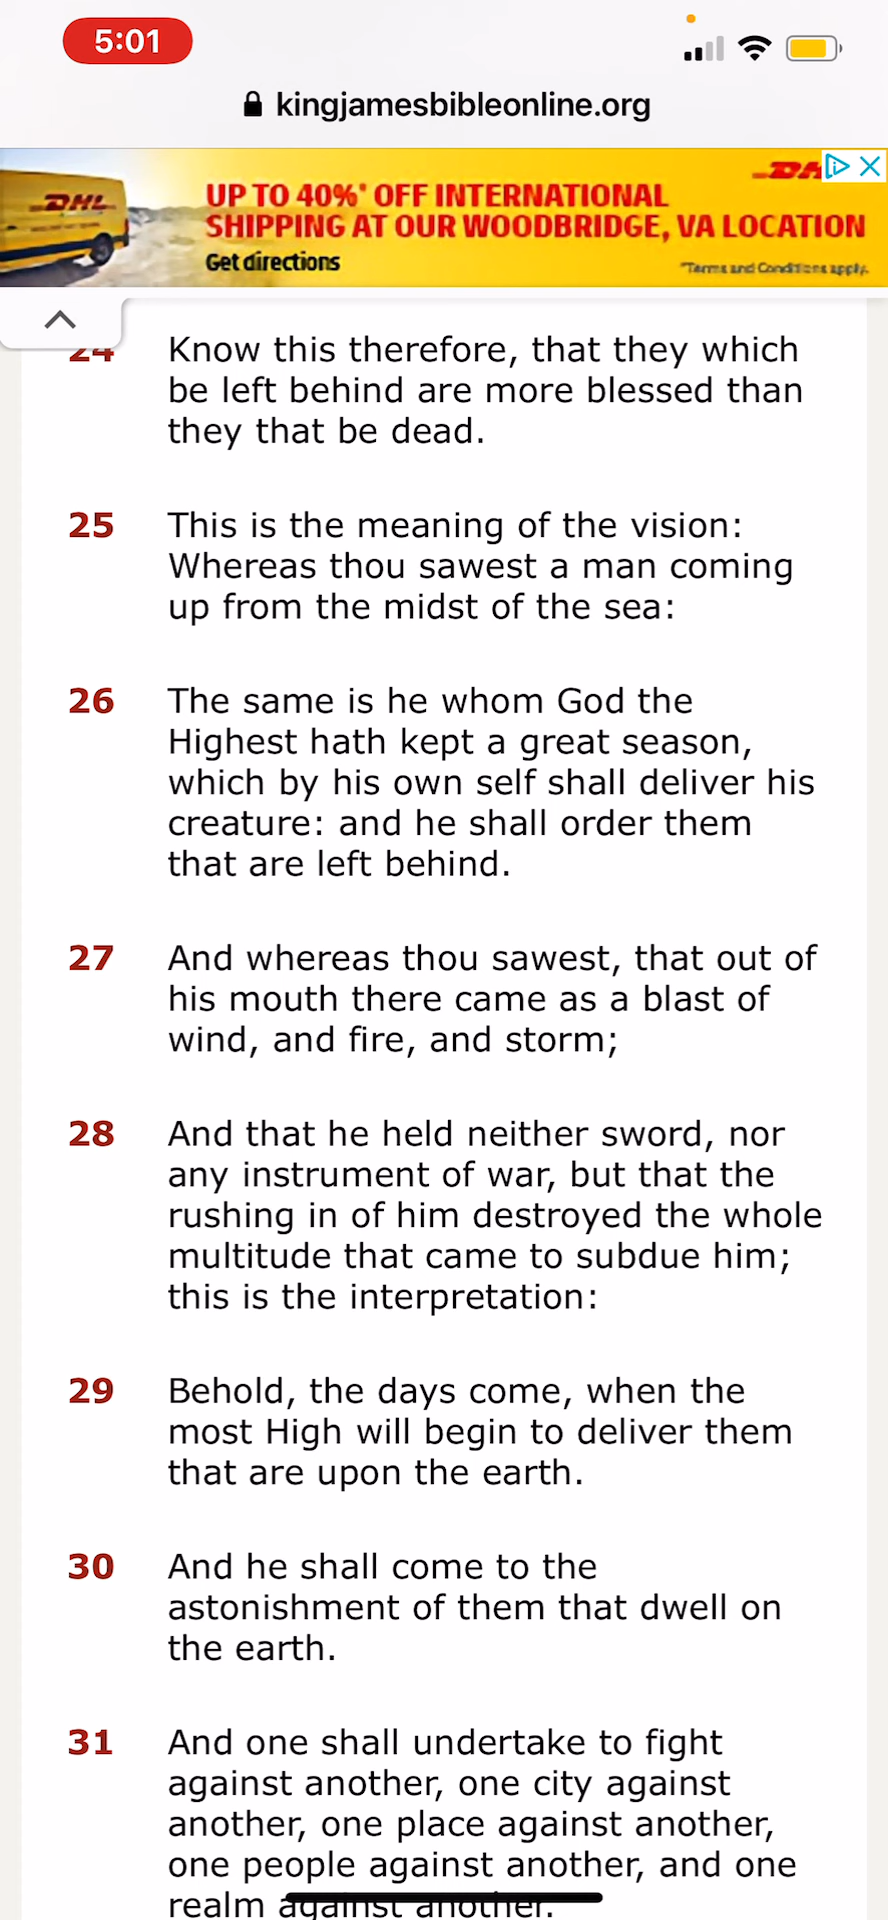 5:01
kingjamesbibleonline.org
DHL
UP TO 40%* OFF INTERNATIONAL
SHIPPING AT OUR WOODBRIDGE, VA LOCATION
Get directions
*Terms and Conditions apply.
24 Know this therefore, that they which
be left behind are more blessed than
they that be dead.
25 This is the meaning of the vision:
Whereas thou sawest a man coming
up from the midst of the sea:
26 The same is he whom God the
Highest hath kept a great season,
which by his own self shall deliver his
creature: and he shall order them
that are left behind.
27 And whereas thou sawest, that out of
his mouth there came as a blast of
wind, and fire, and storm;
28 And that he held neither sword, nor
any instrument of war, but that the
rushing in of him destroyed the whole
multitude that came to subdue him;
this is the interpretation:
29 Behold, the days come, when the
most High will begin to deliver them
that are upon the earth.
30 And he shall come to the
astonishment of them that dwell on
the earth.
31 And one shall undertake to fight
against another, one city against
another, one place against another,
one people against another, and one
realm against another.